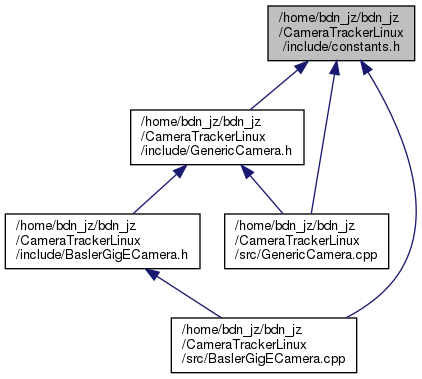 /home/bdn_jz/bdn_jz
/CameraTrackerLinux
/include/constants.h
/home/bdn_jz/bdn_jz
/CameraTrackerLinux
/include/GenericCamera.h
/home/bdn_jz/bdn_jz
/CameraTrackerLinux
/include/BaslerGigECamera.h
/home/bdn_jz/bdn_jz
/CameraTrackerLinux
/src/GenericCamera.cpp
/home/bdn_jz/bdn_jz
/CameraTrackerLinux
/src/BaslerGigECamera.cpp